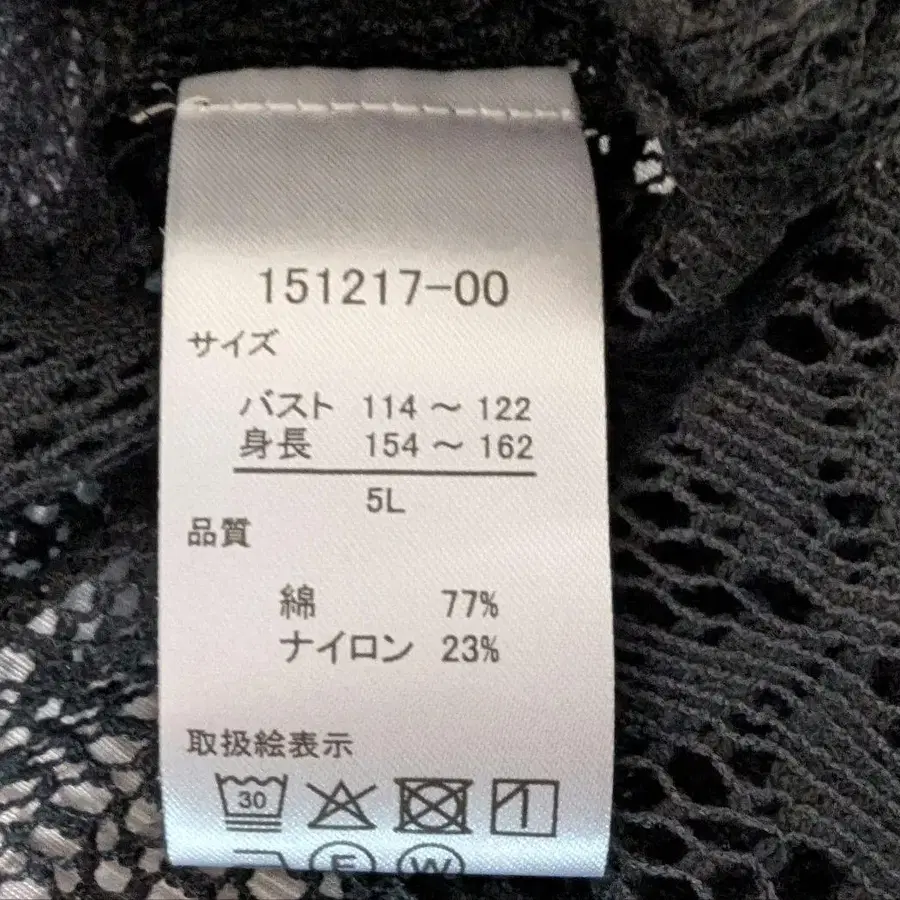 151217-00
サイズ
バスト 114 ～ 122
身長 154 ～ 162
5L
品質
綿 77%
ナイロン 23%
取扱絵表示
30
F W